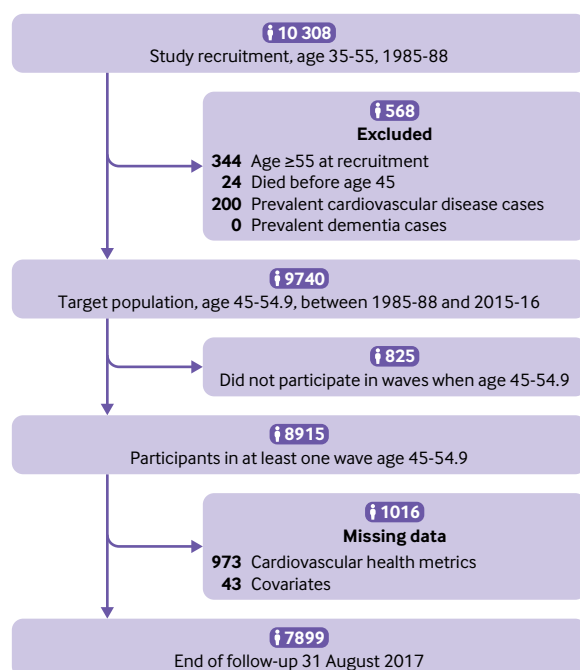 10 308
Study recruitment, age 35-55, 1985-88
568
Excluded
344 Age ≥55 at recruitment
24 Died before age 45
200 Prevalent cardiovascular disease cases
0 Prevalent dementia cases
9740
Target population, age 45-54.9, between 1985-88 and 2015-16
825
Did not participate in waves when age 45-54.9
8915
Participants in at least one wave age 45-54.9
1016
Missing data
973 Cardiovascular health metrics
43 Covariates
7899
End of follow-up 31 August 2017